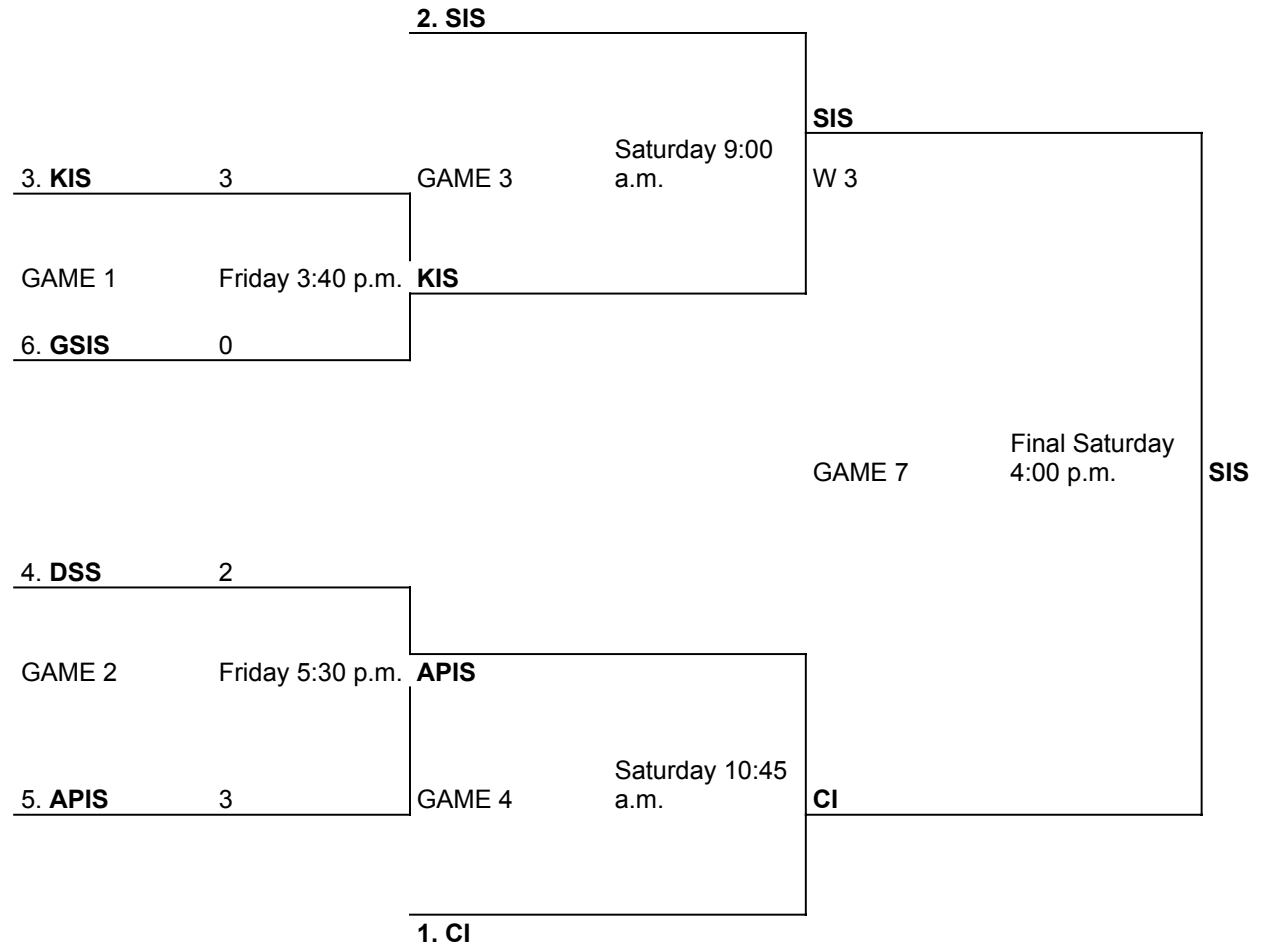 2. SIS
SIS
Saturday 9:00
3. KIS 3 GAME 3 a.m. W 3
GAME 1 Friday 3:40 p.m. KIS
6. GSIS 0
Final Saturday
GAME 7 4:00 p.m. SIS
4. DSS 2
GAME 2 Friday 5:30 p.m. APIS
Saturday 10:45
5. APIS 3 GAME 4 a.m. CI
1. CI